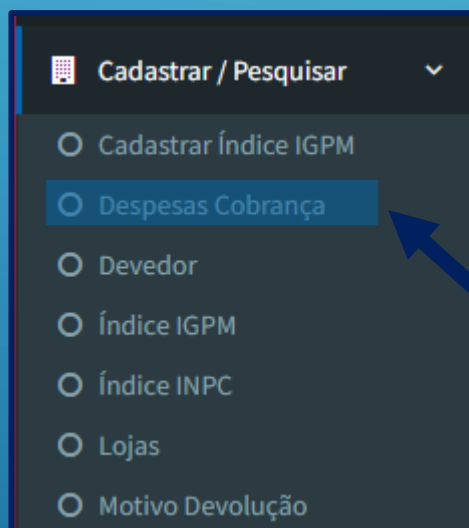 Cadastrar / Pesquisar
Cadastrar Índice IGPM
Despesas Cobrança
Devedor
Índice IGPM
Índice INPC
Lojas
Motivo Devolução